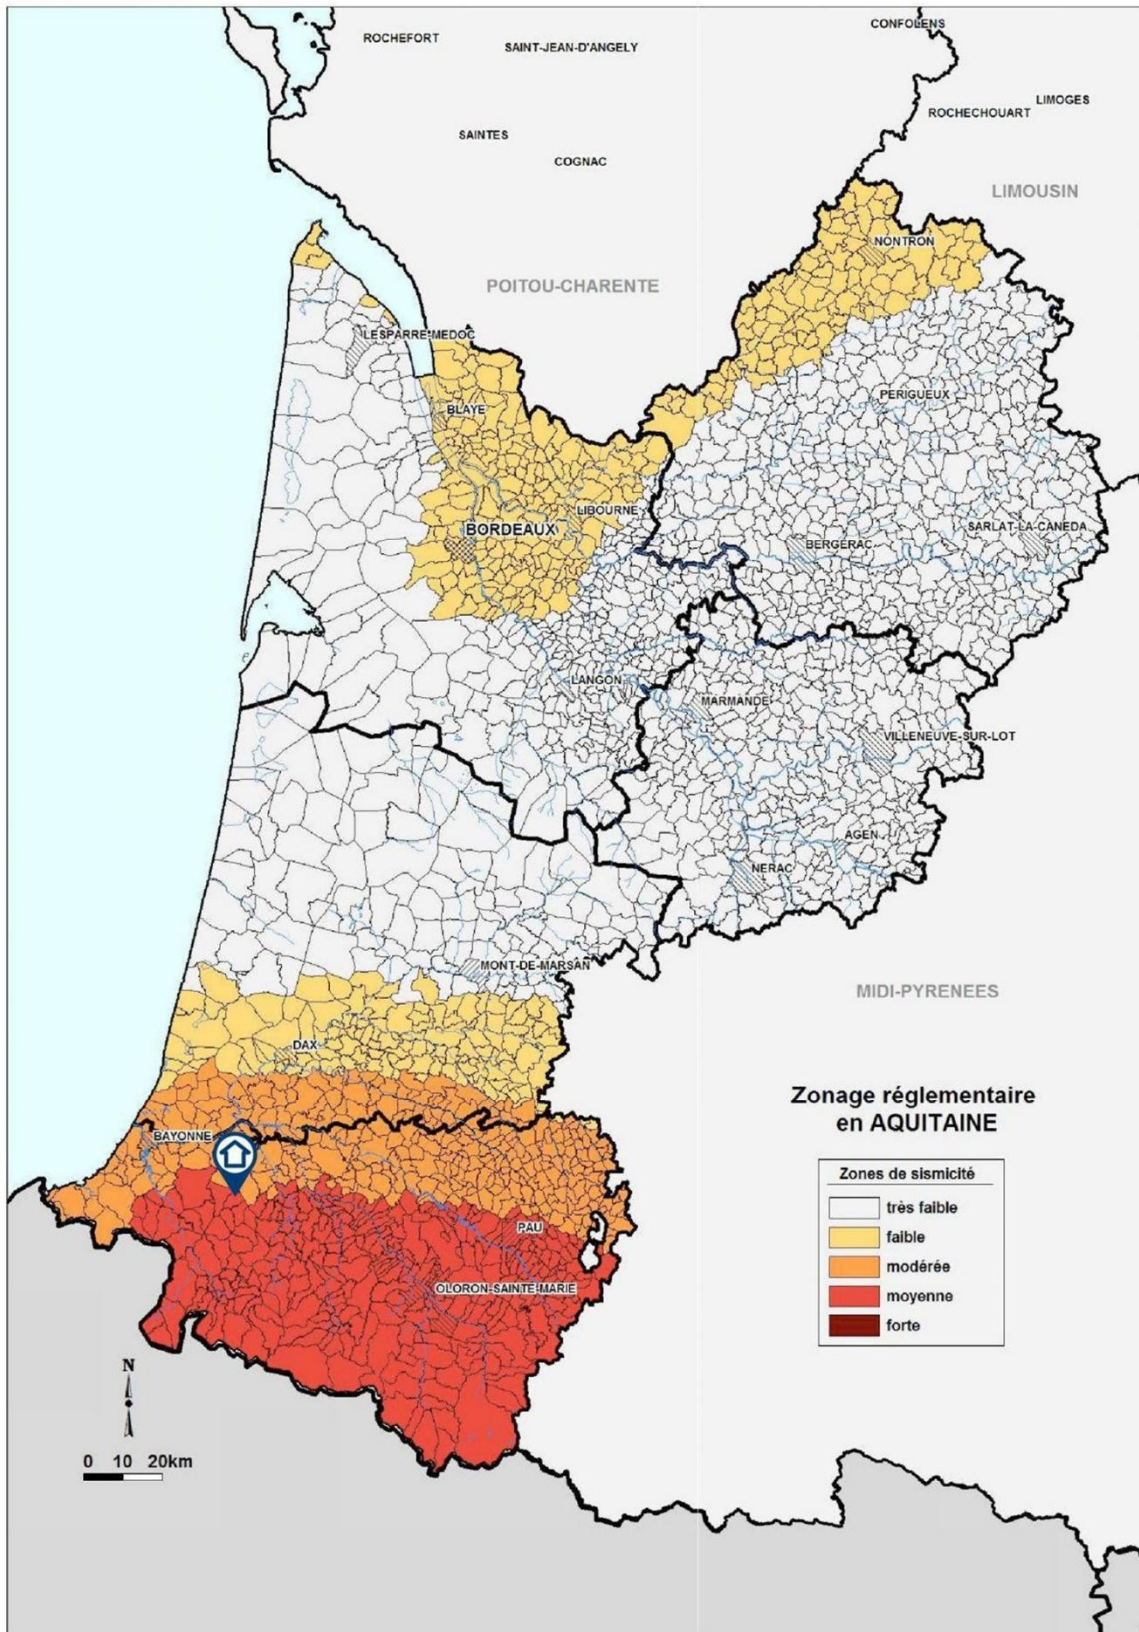 CONFOLENS
ROCHEFORT
SAINT-JEAN-D'ANGELY
LIMOGES
ROCHECHOUART
SAINTES
COGNAC
LIMOUSIN
NONTRON
POITOU-CHARENTE
LESPARRE-MEDOC
PERIGUEUX
BLAYE
LIBOURNE
BORDEAUX
SARLAT-LA-CANEDA
BERGERAC
LANGON
MARMANDE
VILLENEUVE-SUR-LOT
AGEN
NERAC
MONT-DE-MARSAN
MIDI-PYRENEES
DAX
Zonage réglementaire
en AQUITAINE
BAYONNE
Zones de sismicité
très faible
faible
modérée
moyenne
forte
PAU
OLORON-SAINTE-MARIE
N
0 10 20km